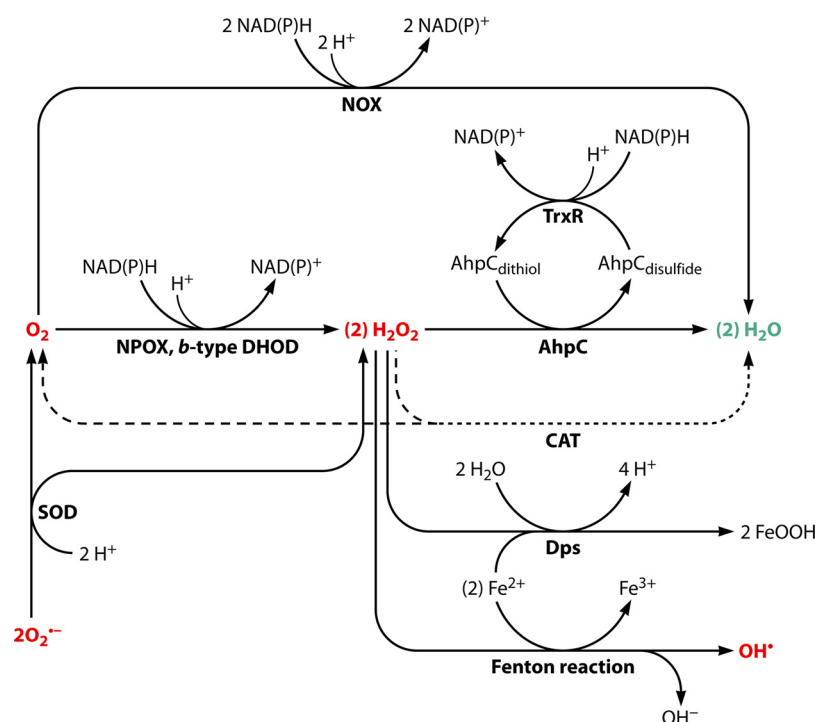 2 NAD(P)H 2 H⁺ 2 NAD(P)⁺
NOX
NAD(P)⁺ H⁺ NAD(P)H
TrxR
NAD(P)H H⁺ NAD(P)⁺ AhpCdithiol AhpCdisulfide
O₂ (2) H₂O₂ (2) H₂O
NPOX, b-type DHOD AhpC
CAT
2 H₂O 4 H⁺
SOD
2 H⁺ Dps 2 FeOOH
(2) Fe²⁺ Fe³⁺
2O₂•⁻
Fenton reaction OH•
OH⁻